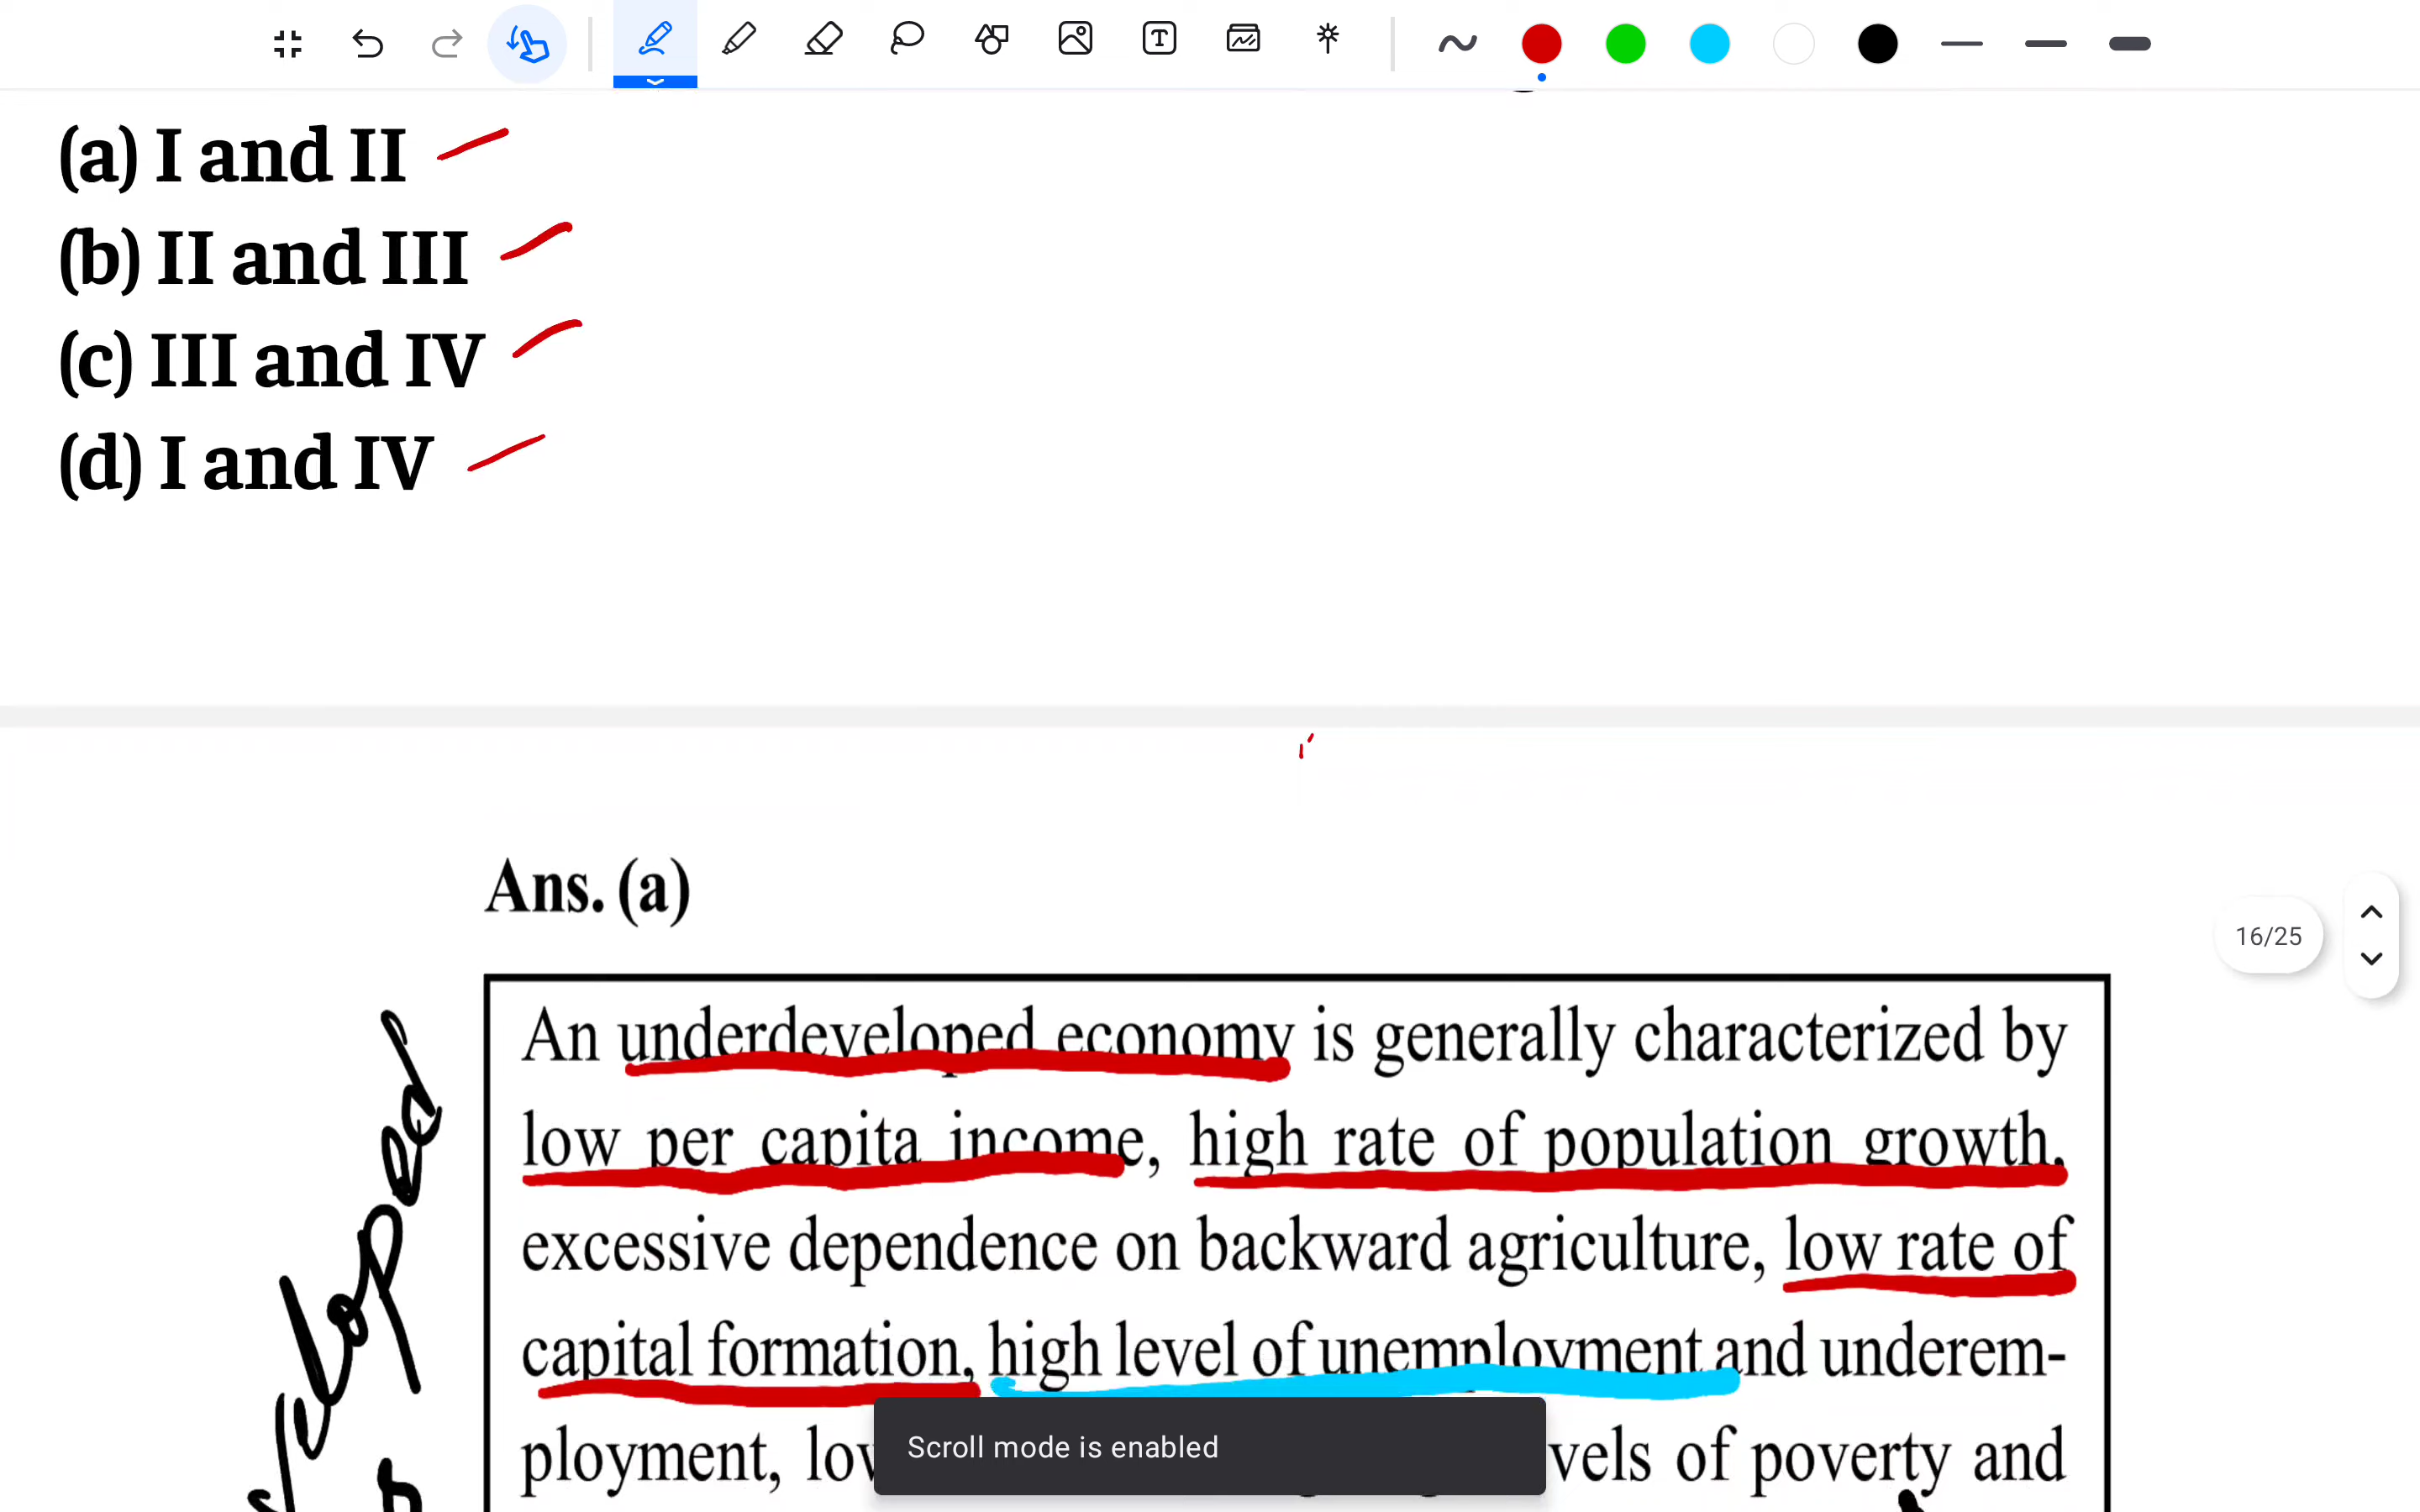 (a) I and II
(b) II and III
(c) III and IV
(d) I and IV
Ans. (a)
16/25
An underdeveloped economy is generally characterized by
low per capita income, high rate of population growth,
excessive dependence on backward agriculture, low rate of
capital formation, high level of unemployment and underem-
ployment, of poverty and
Scroll mode is enabled